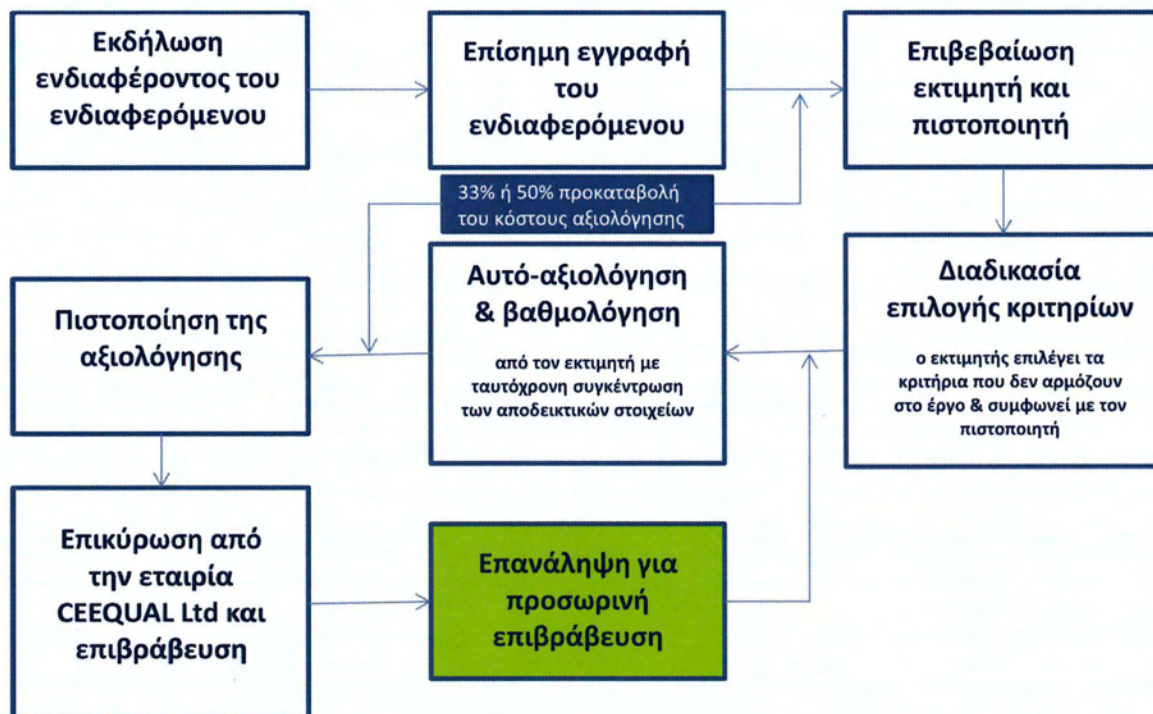 Εκδήλωση
ενδιαφέροντος του
ενδιαφερόμενου
Επίσημη εγγραφή
του
ενδιαφερόμενου
Επιβεβαίωση
εκτιμητή και
πιστοποιητή
33% ή 50% προκαταβολή
του κόστους αξιολόγησης
Πιστοποίηση της
αξιολόγησης
Αυτό-αξιολόγηση
& βαθμολόγηση
από τον εκτιμητή με
ταυτόχρονη συγκέντρωση
των αποδεικτικών στοιχείων
Διαδικασία
επιλογής κριτηρίων
ο εκτιμητής επιλέγει τα
κριτήρια που δεν αρμόζουν
στο έργο & συμφωνεί με τον
πιστοποιητή
Επικύρωση από
την εταιρία
CEEQUAL Ltd και
επιβράβευση
Επανάληψη για
προσωρινή
επιβράβευση